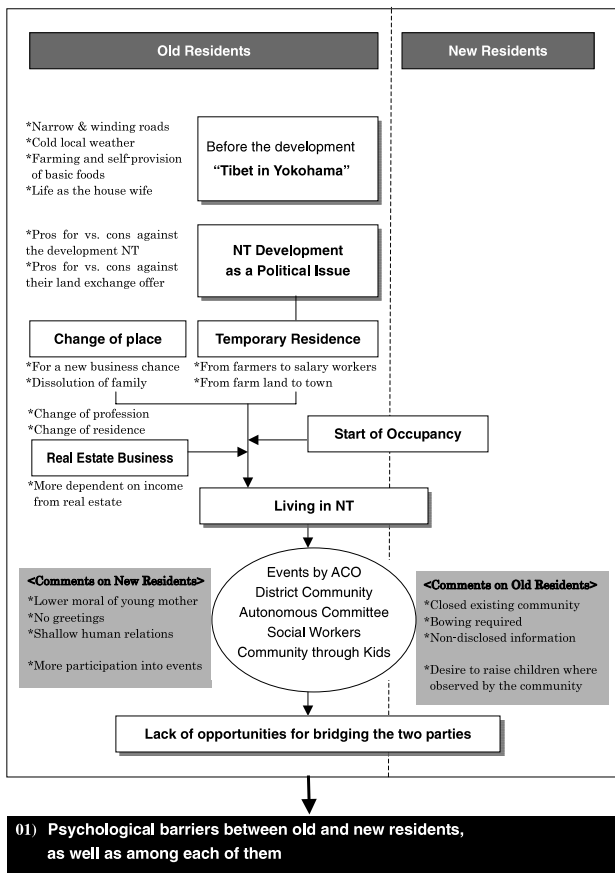 Old Residents
New Residents
*Narrow & winding roads
*Cold local weather
*Farming and self-provision
of basic foods
*Life as the house wife
Before the development
“Tibet in Yokohama”
*Pros for vs. cons against
the development NT
*Pros for vs. cons against
their land exchange offer
NT Development
as a Political Issue
Change of place
Temporary Residence
*For a new business chance
*Dissolution of family
*From farmers to salary workers
*From farm land to town
*Change of profession
*Change of residence
Start of Occupancy
Real Estate Business
*More dependent on income
from real estate
Living in NT
<Comments on New Residents>
*Lower moral of young mother
*No greetings
*Shallow human relations
*More participation into events
Events by ACO
District Community
Autonomous Committee
Social Workers
Community through Kids
<Comments on Old Residents>
*Closed existing community
*Bowing required
*Non-disclosed information
*Desire to raise children where
observed by the community
Lack of opportunities for bridging the two parties
01) Psychological barriers between old and new residents,
as well as among each of them